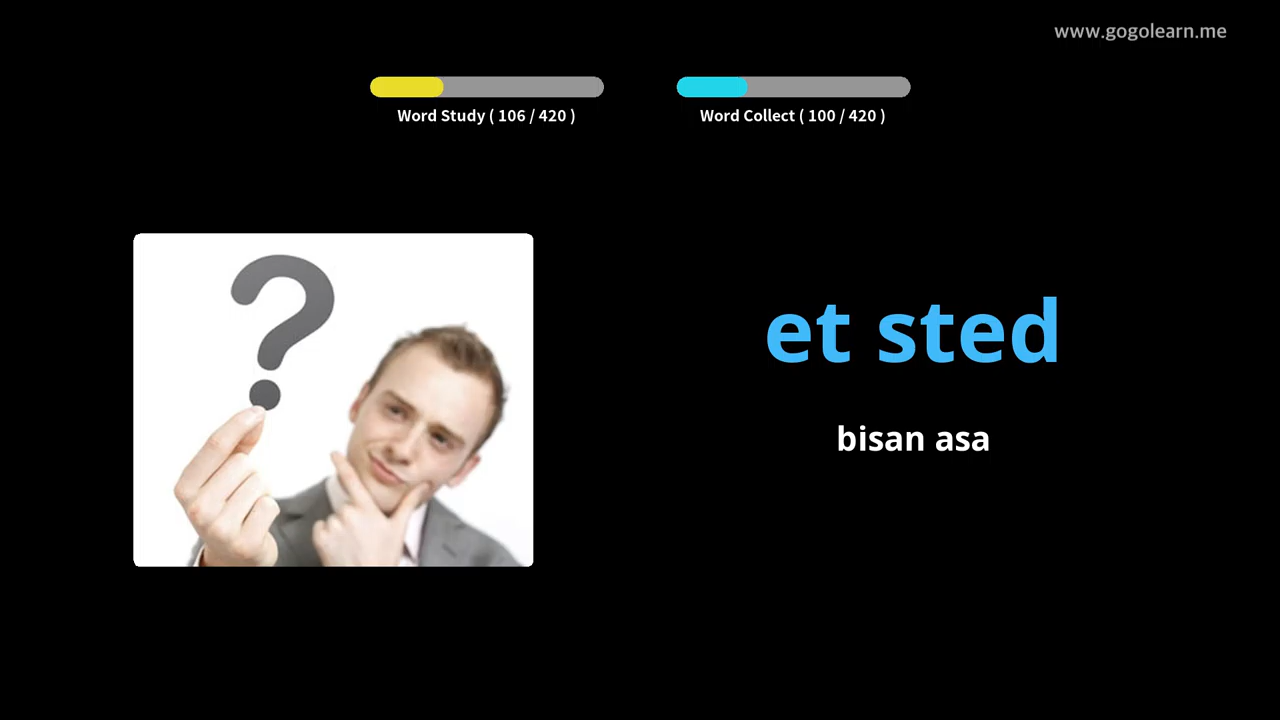 www.gogolearn.me
Word Study ( 106 / 420 )
Word Collect ( 100 / 420 )
?
et sted
bisan asa